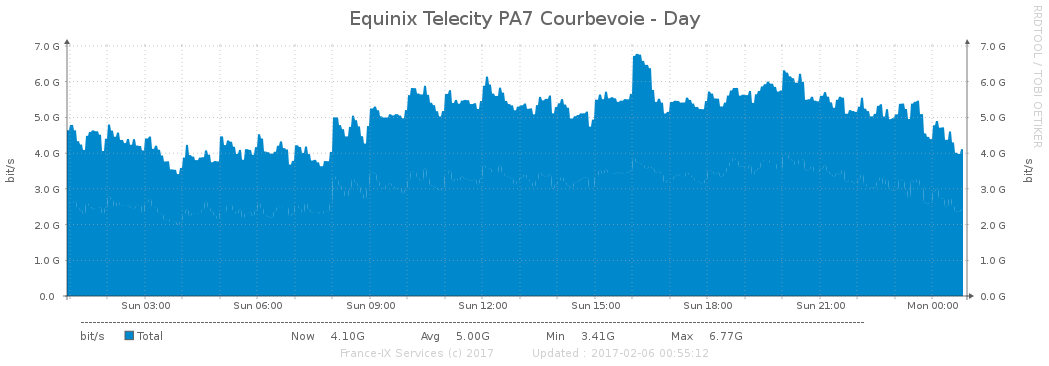 Equinix Telecity PA7 Courbevoie - Day
RRDTOOL / TOBI OETIKER
7.0 G 7.0 G
6.0 G 6.0 G
5.0 G 5.0 G
4.0 G 4.0 G
3.0 G 3.0 G
2.0 G 2.0 G
1.0 G 1.0 G
0.0 0.0 G
bit/s bit/s
Sun 03:00 Sun 06:00 Sun 09:00 Sun 12:00 Sun 15:00 Sun 18:00 Sun 21:00 Mon 00:00
bit/s Total Now 4.10G Avg 5.00G Min 3.41G Max 6.77G
France-IX Services (c) 2017 Updated : 2017-02-06 00:55:12